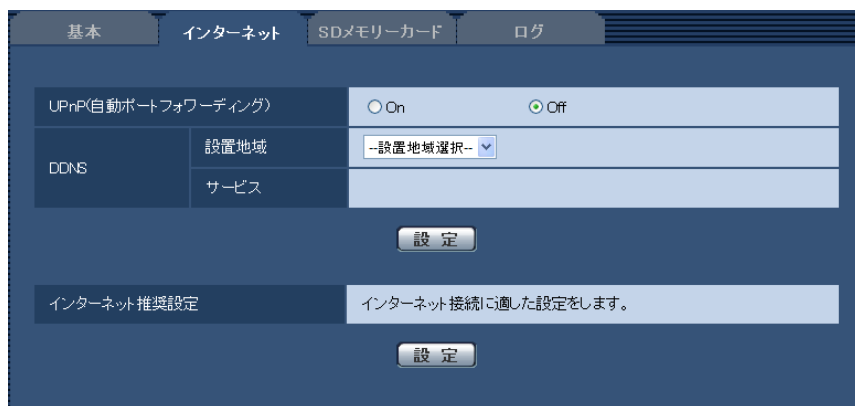 基本 インターネット SDメモリーカード ログ
UPnP(自動ポートフォワーディング) On Off
DDNS
設置地域 --設置地域選択--
サービス
設 定
インターネット推奨設定 インターネット接続に適した設定をします。
設 定